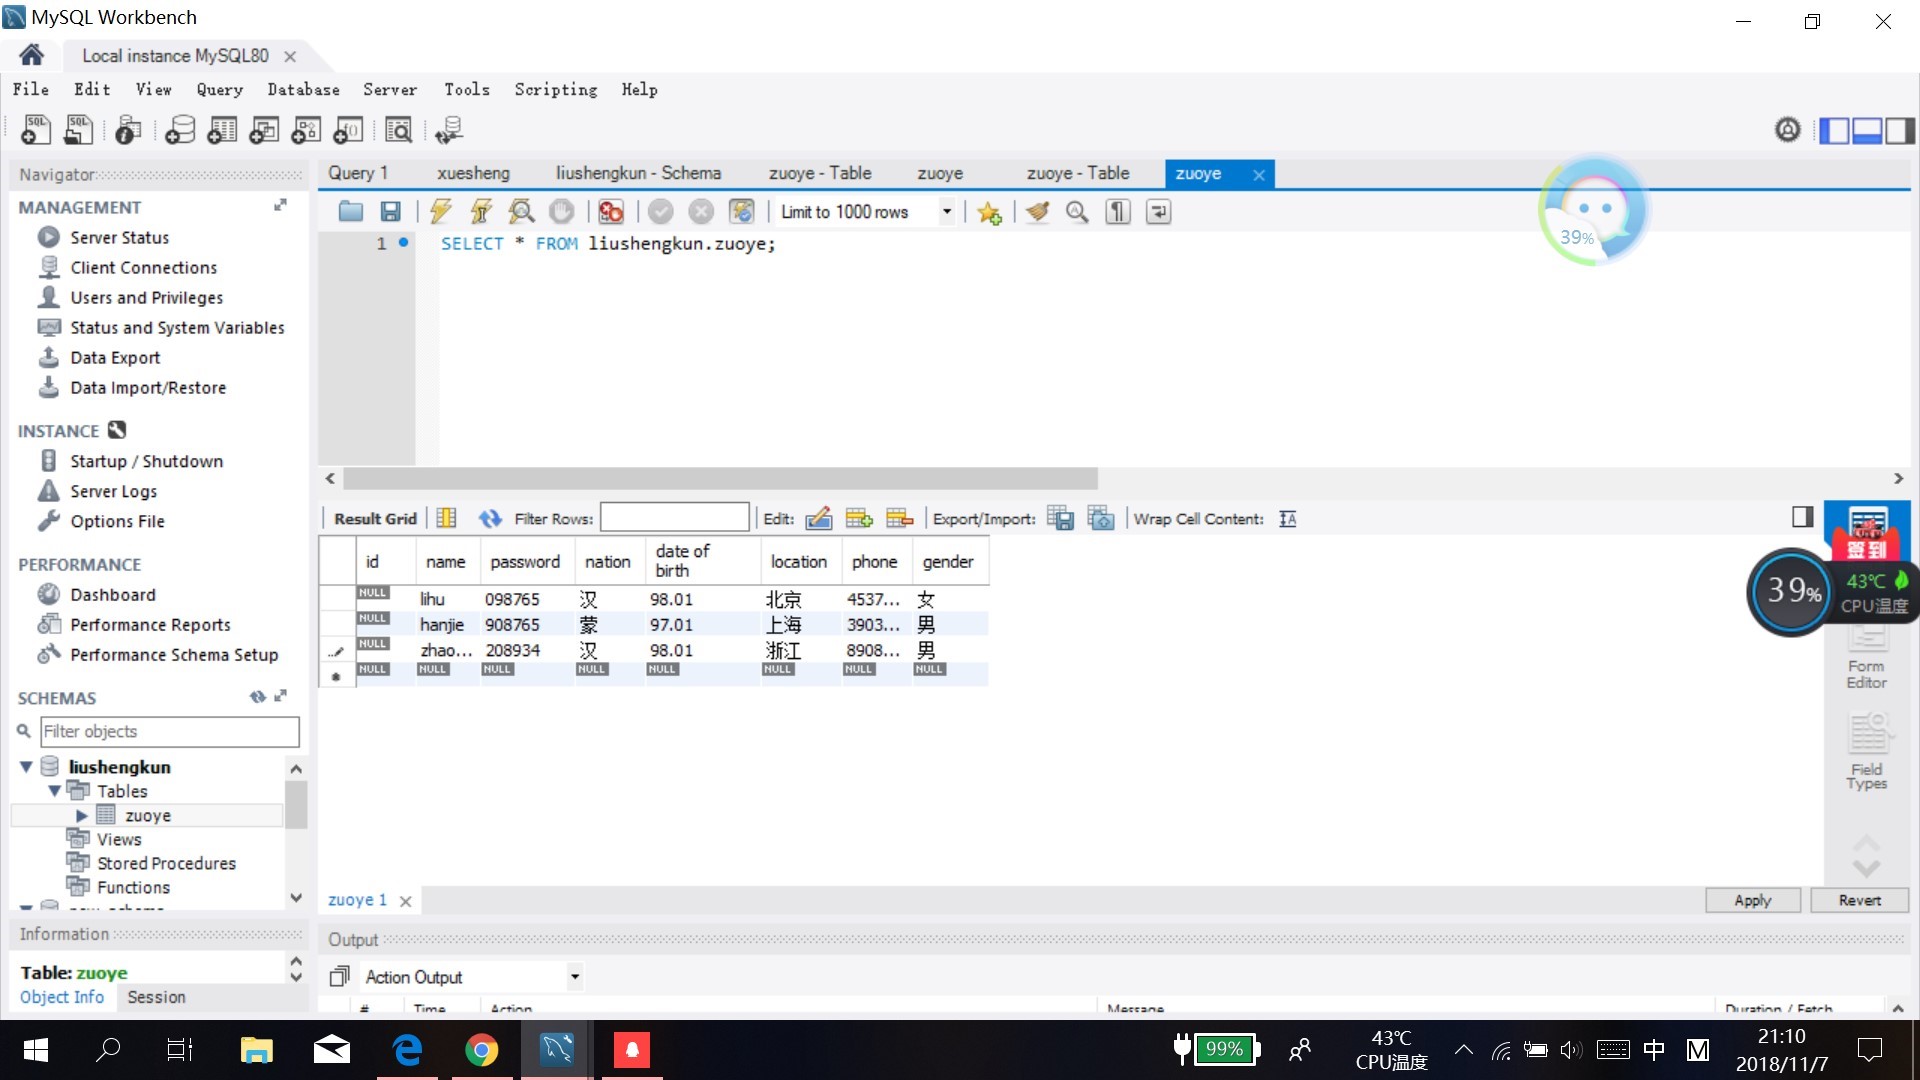 MySQL Workbench
Local instance MySQL80
File Edit View Query Database Server Tools Scripting Help
Navigator
MANAGEMENT
Server Status
Client Connections
Users and Privileges
Status and System Variables
Data Export
Data Import/Restore
INSTANCE
Startup / Shutdown
Server Logs
Options File
PERFORMANCE
Dashboard
Performance Reports
Performance Schema Setup
SCHEMAS
Filter objects
liushengkun
Tables
zuoye
Views
Stored Procedures
Functions
Information
Table: zuoye
Object Info Session
Query 1 xuesheng liushengkun - Schema zuoye - Table zuoye zuoye - Table zuoye
Limit to 1000 rows
1 SELECT * FROM liushengkun.zuoye;
39%
Result Grid Filter Rows: Edit: Export/Import: Wrap Cell Content:
id name password nation date of birth location phone gender
NULL lihu 098765 汉 98.01 北京 4537... 女
NULL hanjie 908765 蒙 97.01 上海 3903... 男
NULL zhao... 208934 汉 98.01 浙江 8908... 男
NULL NULL NULL NULL NULL NULL NULL NULL
签到
39% 43℃
CPU温度
Form
Editor
Field
Types
zuoye 1
Apply Revert
Output
Action Output
# Time Action Message Duration / Fetch
99%
43℃
CPU温度
中
M
21:10
2018/11/7